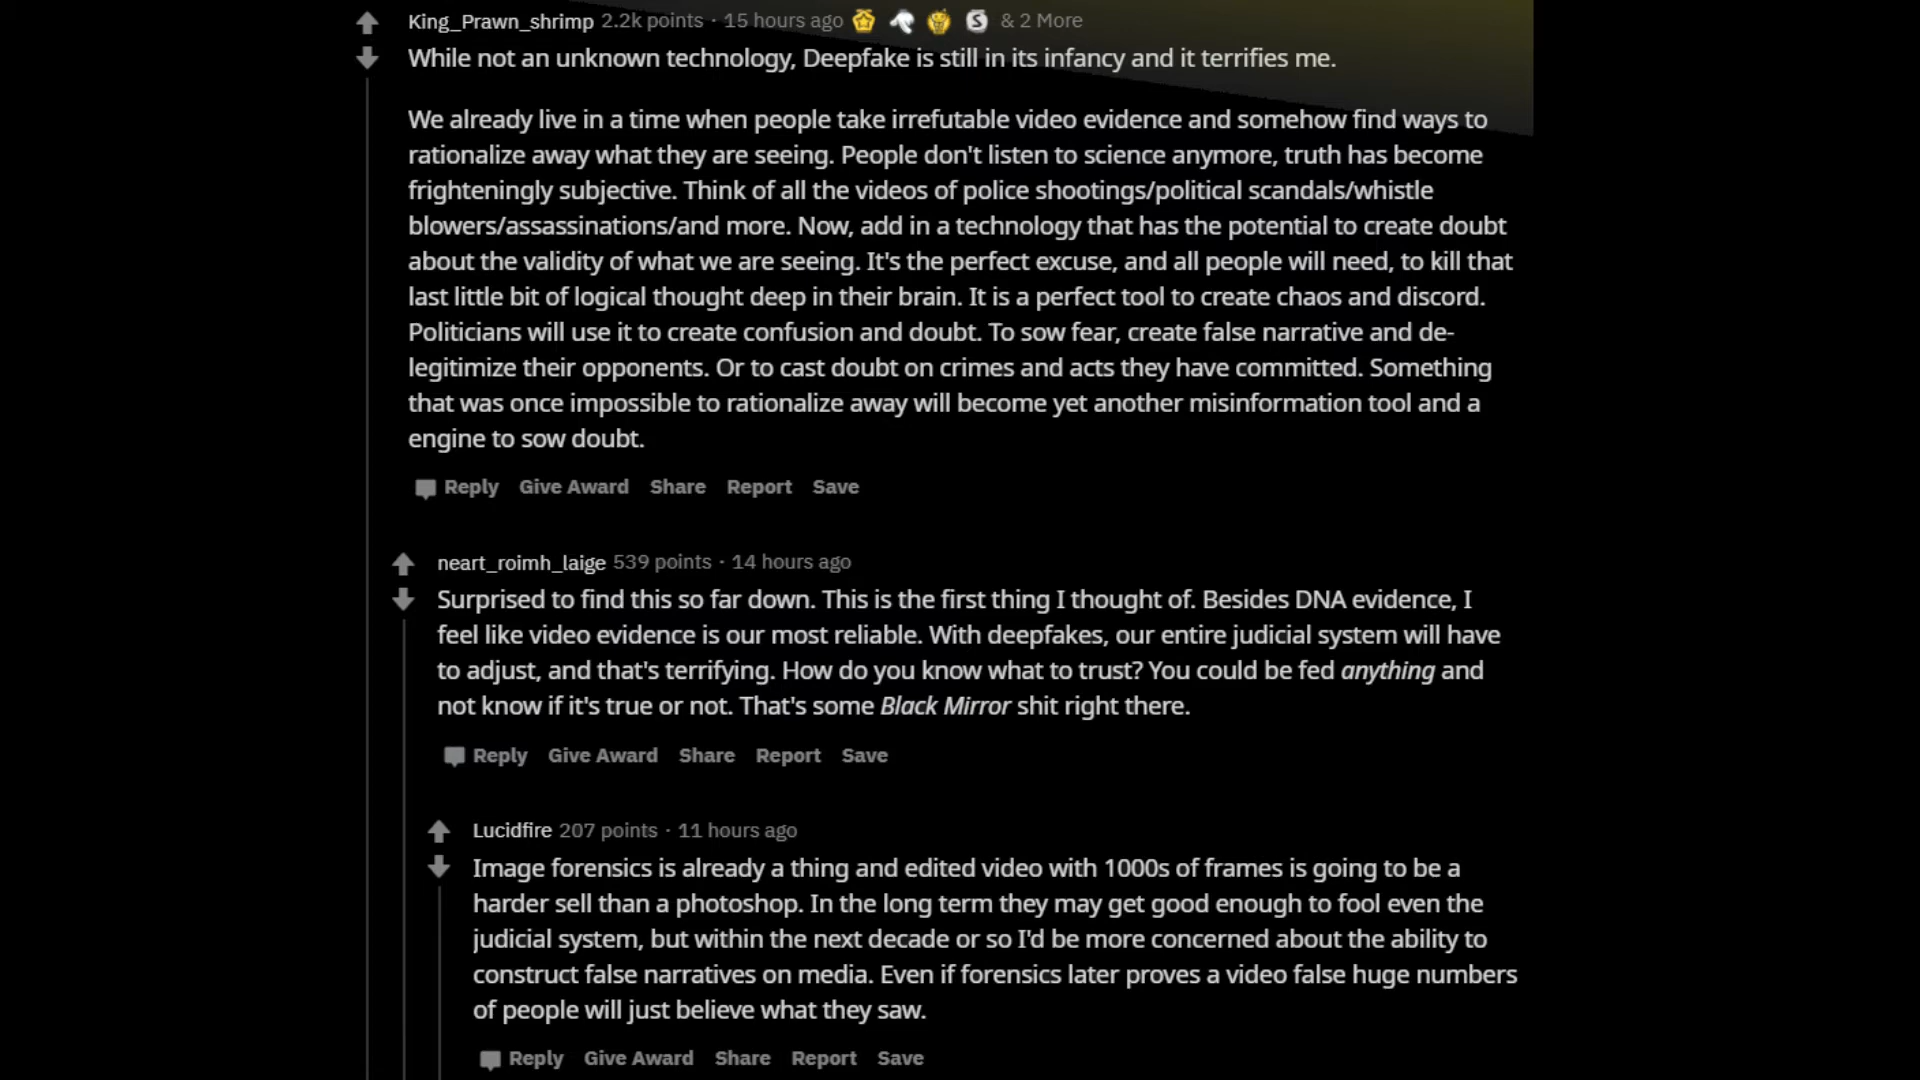 King_Prawn_shrimp 2.2k points · 15 hours ago S & 2 More
While not an unknown technology, Deepfake is still in its infancy and it terrifies me.
We already live in a time when people take irrefutable video evidence and somehow find ways to
rationalize away what they are seeing. People don't listen to science anymore, truth has become
frighteningly subjective. Think of all the videos of police shootings/political scandals/whistle
blowers/assassinations/and more. Now, add in a technology that has the potential to create doubt
about the validity of what we are seeing. It's the perfect excuse, and all people will need, to kill that
last little bit of logical thought deep in their brain. It is a perfect tool to create chaos and discord.
Politicians will use it to create confusion and doubt. To sow fear, create false narrative and de-
legitimize their opponents. Or to cast doubt on crimes and acts they have committed. Something
that was once impossible to rationalize away will become yet another misinformation tool and a
engine to sow doubt.
Reply Give Award Share Report Save
neart_roimh_laige 539 points · 14 hours ago
Surprised to find this so far down. This is the first thing I thought of. Besides DNA evidence, I
feel like video evidence is our most reliable. With deepfakes, our entire judicial system will have
to adjust, and that's terrifying. How do you know what to trust? You could be fed anything and
not know if it's true or not. That's some Black Mirror shit right there.
Reply Give Award Share Report Save
Lucidfire 207 points · 11 hours ago
Image forensics is already a thing and edited video with 1000s of frames is going to be a
harder sell than a photoshop. In the long term they may get good enough to fool even the
judicial system, but within the next decade or so I'd be more concerned about the ability to
construct false narratives on media. Even if forensics later proves a video false huge numbers
of people will just believe what they saw.
Reply Give Award Share Report Save